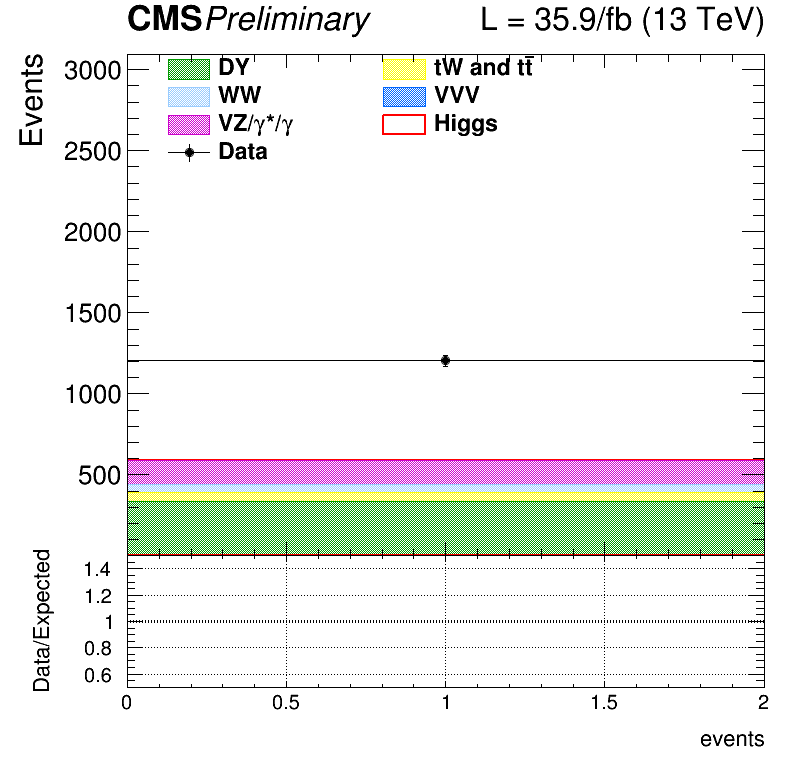 CMS Preliminary L = 35.9/fb (13 TeV)
Events
3000
2500
2000
1500
1000
500
DY
tW and tt̅
WW
VVV
VZ/γ*/γ
Higgs
Data
Data/Expected
1.4
1.2
1
0.8
0.6
0 0.5 1 1.5 2
events